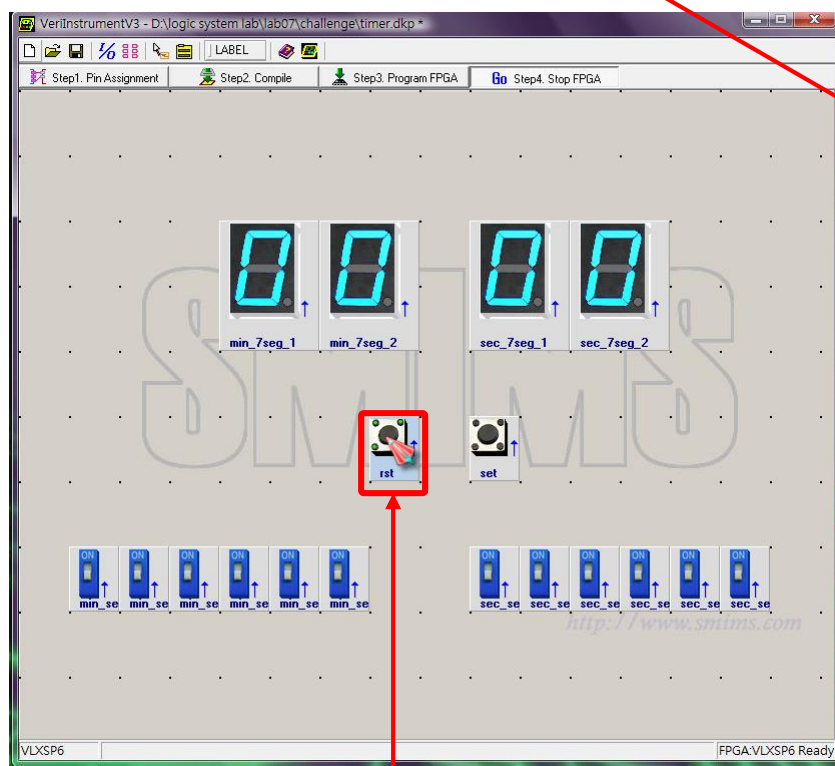 VeriInstrumentV3 - D:\logic system lab\lab07\challenge\timer.dkp *
LABEL
Step1. Pin Assignment Step2. Compile Step3. Program FPGA Go Step4. Stop FPGA
SMIMS
min_7seg_1 min_7seg_2 sec_7seg_1 sec_7seg_2
rst set
ON ON ON ON ON ON ON ON ON ON ON ON
min_se min_se min_se min_se min_se min_se sec_se sec_se sec_se sec_se sec_se sec_se
http://www.smims.com
VLXSP6 FPGA:VLXSP6 Ready